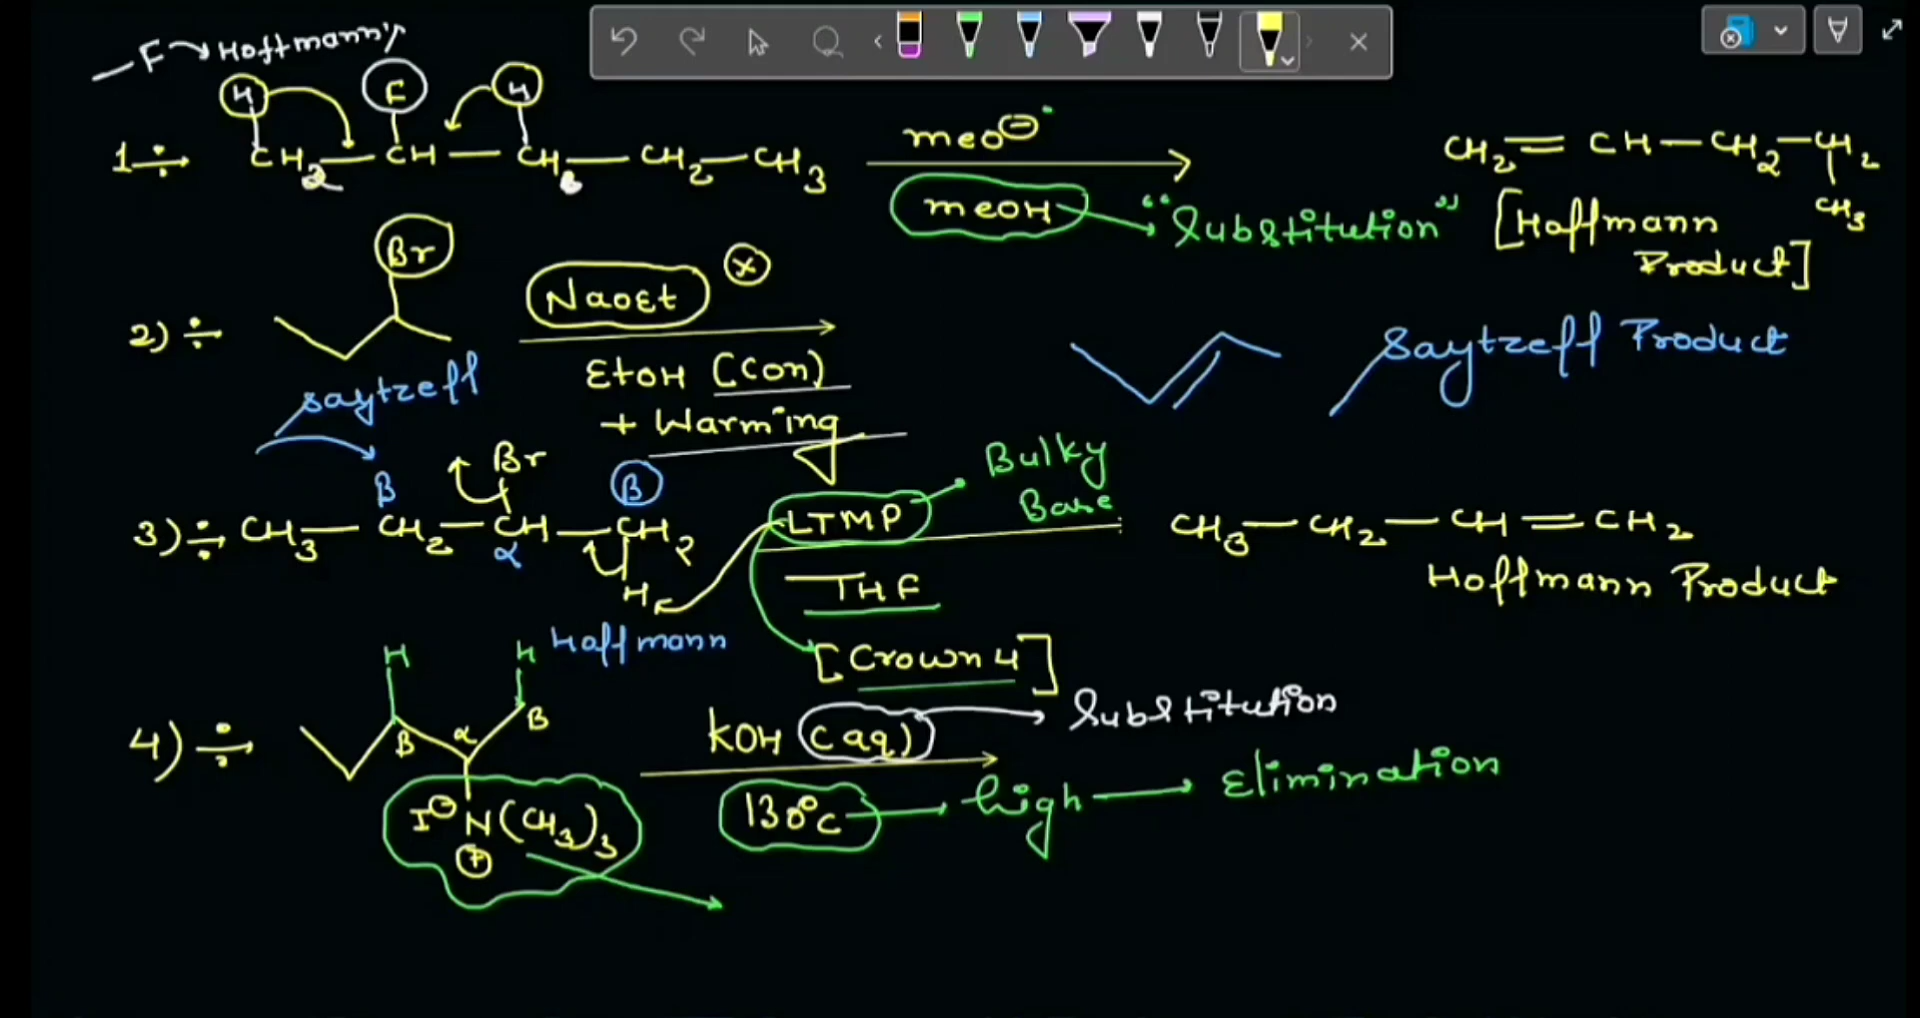 — F → Hoffmann's
H F H
1÷ CH2 — CH — CH — CH2 — CH3 meo⊖ CH2 = CH — CH2 — CH2
CH3
meOH → "Substitution" [Hoffmann Product]
Br
2) ÷ NaOEt ⊗
EtOH (Con)
+ Warming
Saytzeff Product
Saytzeff
Br
β β
3) ÷ CH3 — CH2 — CH — CH2 LTMP → Bulky Base CH3 — CH2 — CH = CH2
α
H THF Hoffmann Product
Hoffmann
[Crown 4]
H H
4) ÷ β α β KOH (aq) → Substitution
130°C → high → Elimination
I⊖ N(CH3)3
⊕